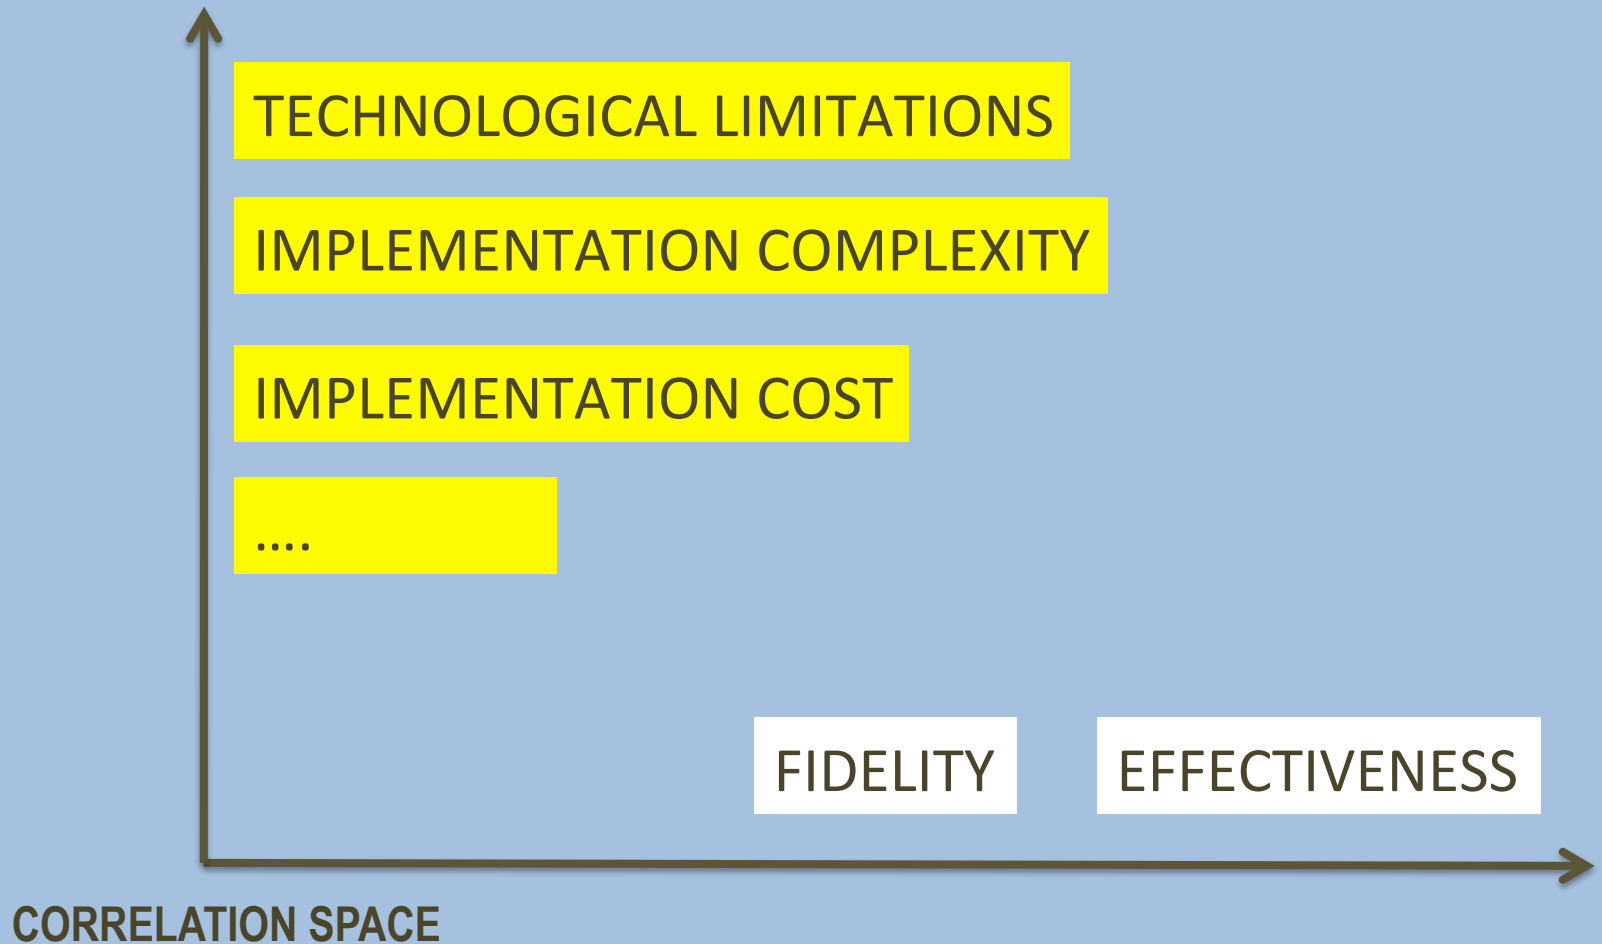 TECHNOLOGICAL LIMITATIONS
IMPLEMENTATION COMPLEXITY
IMPLEMENTATION COST
....
FIDELITY
EFFECTIVENESS
CORRELATION SPACE